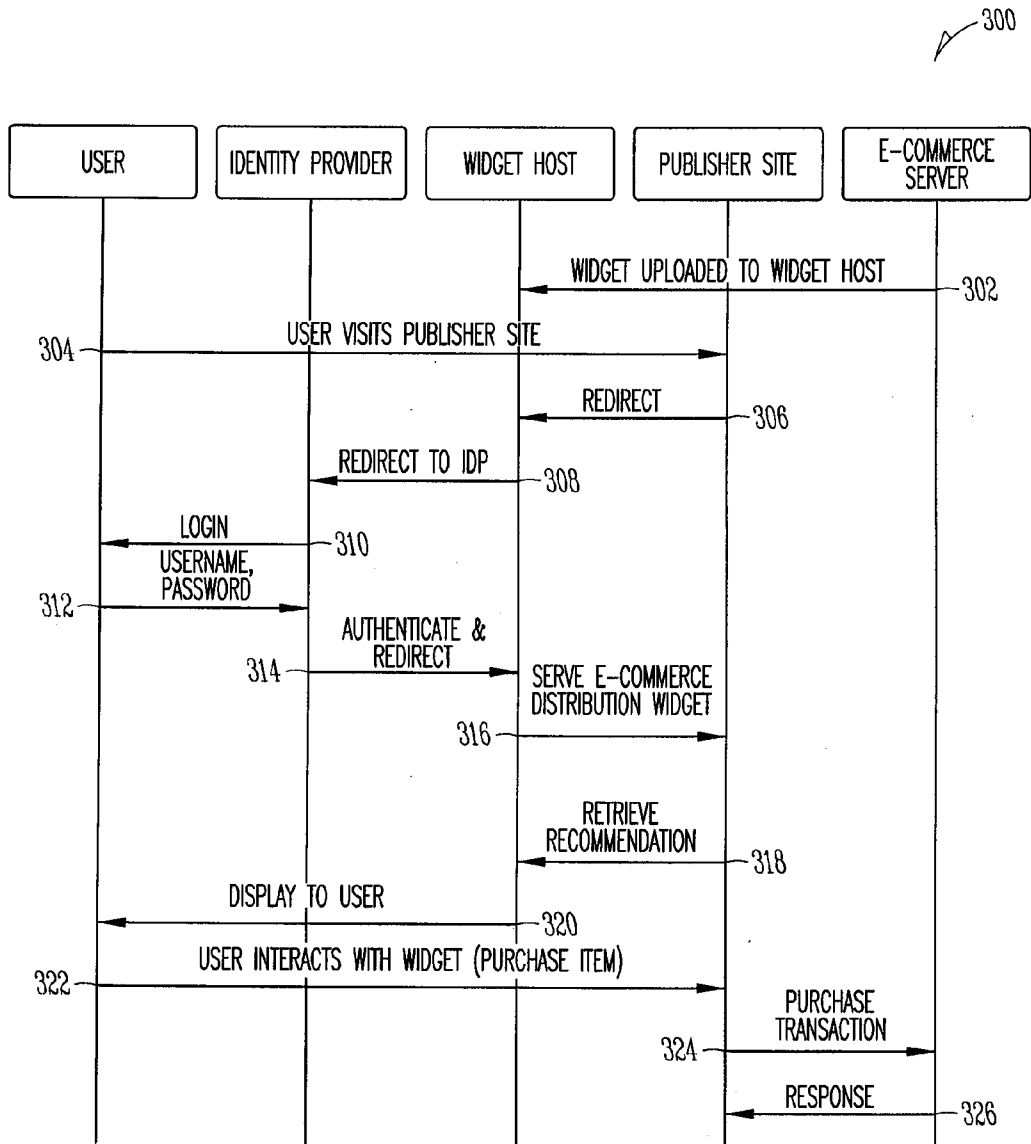 300
USER
IDENTITY PROVIDER
WIDGET HOST
PUBLISHER SITE
E-COMMERCE
SERVER
WIDGET UPLOADED TO WIDGET HOST
302
USER VISITS PUBLISHER SITE
304
REDIRECT
306
REDIRECT TO IDP
308
LOGIN
310
USERNAME,
PASSWORD
312
AUTHENTICATE &
REDIRECT
314
SERVE E-COMMERCE
DISTRIBUTION WIDGET
316
RETRIEVE
RECOMMENDATION
318
DISPLAY TO USER
320
USER INTERACTS WITH WIDGET (PURCHASE ITEM)
322
PURCHASE
TRANSACTION
324
RESPONSE
326